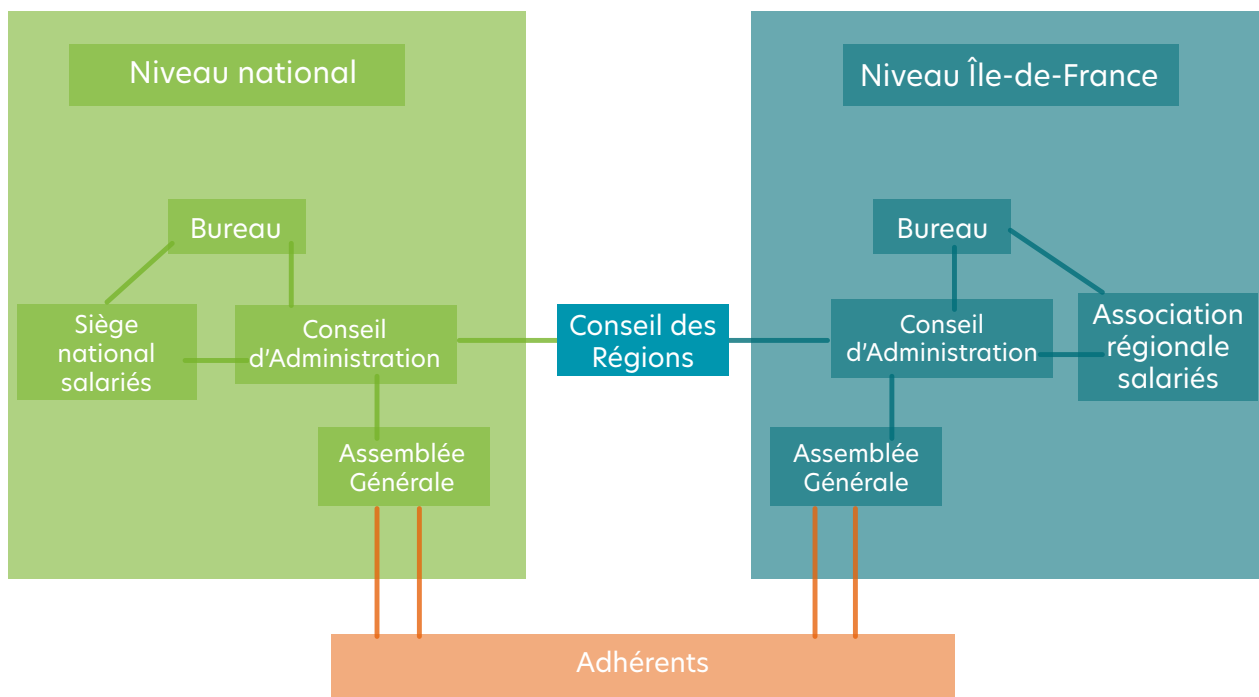 Niveau national
Bureau
Siège
national
salariés
Conseil
d'Administration
Assemblée
Générale
Conseil des
Régions
Niveau Île-de-France
Bureau
Conseil
d'Administration
Association
régionale
salariés
Assemblée
Générale
Adhérents